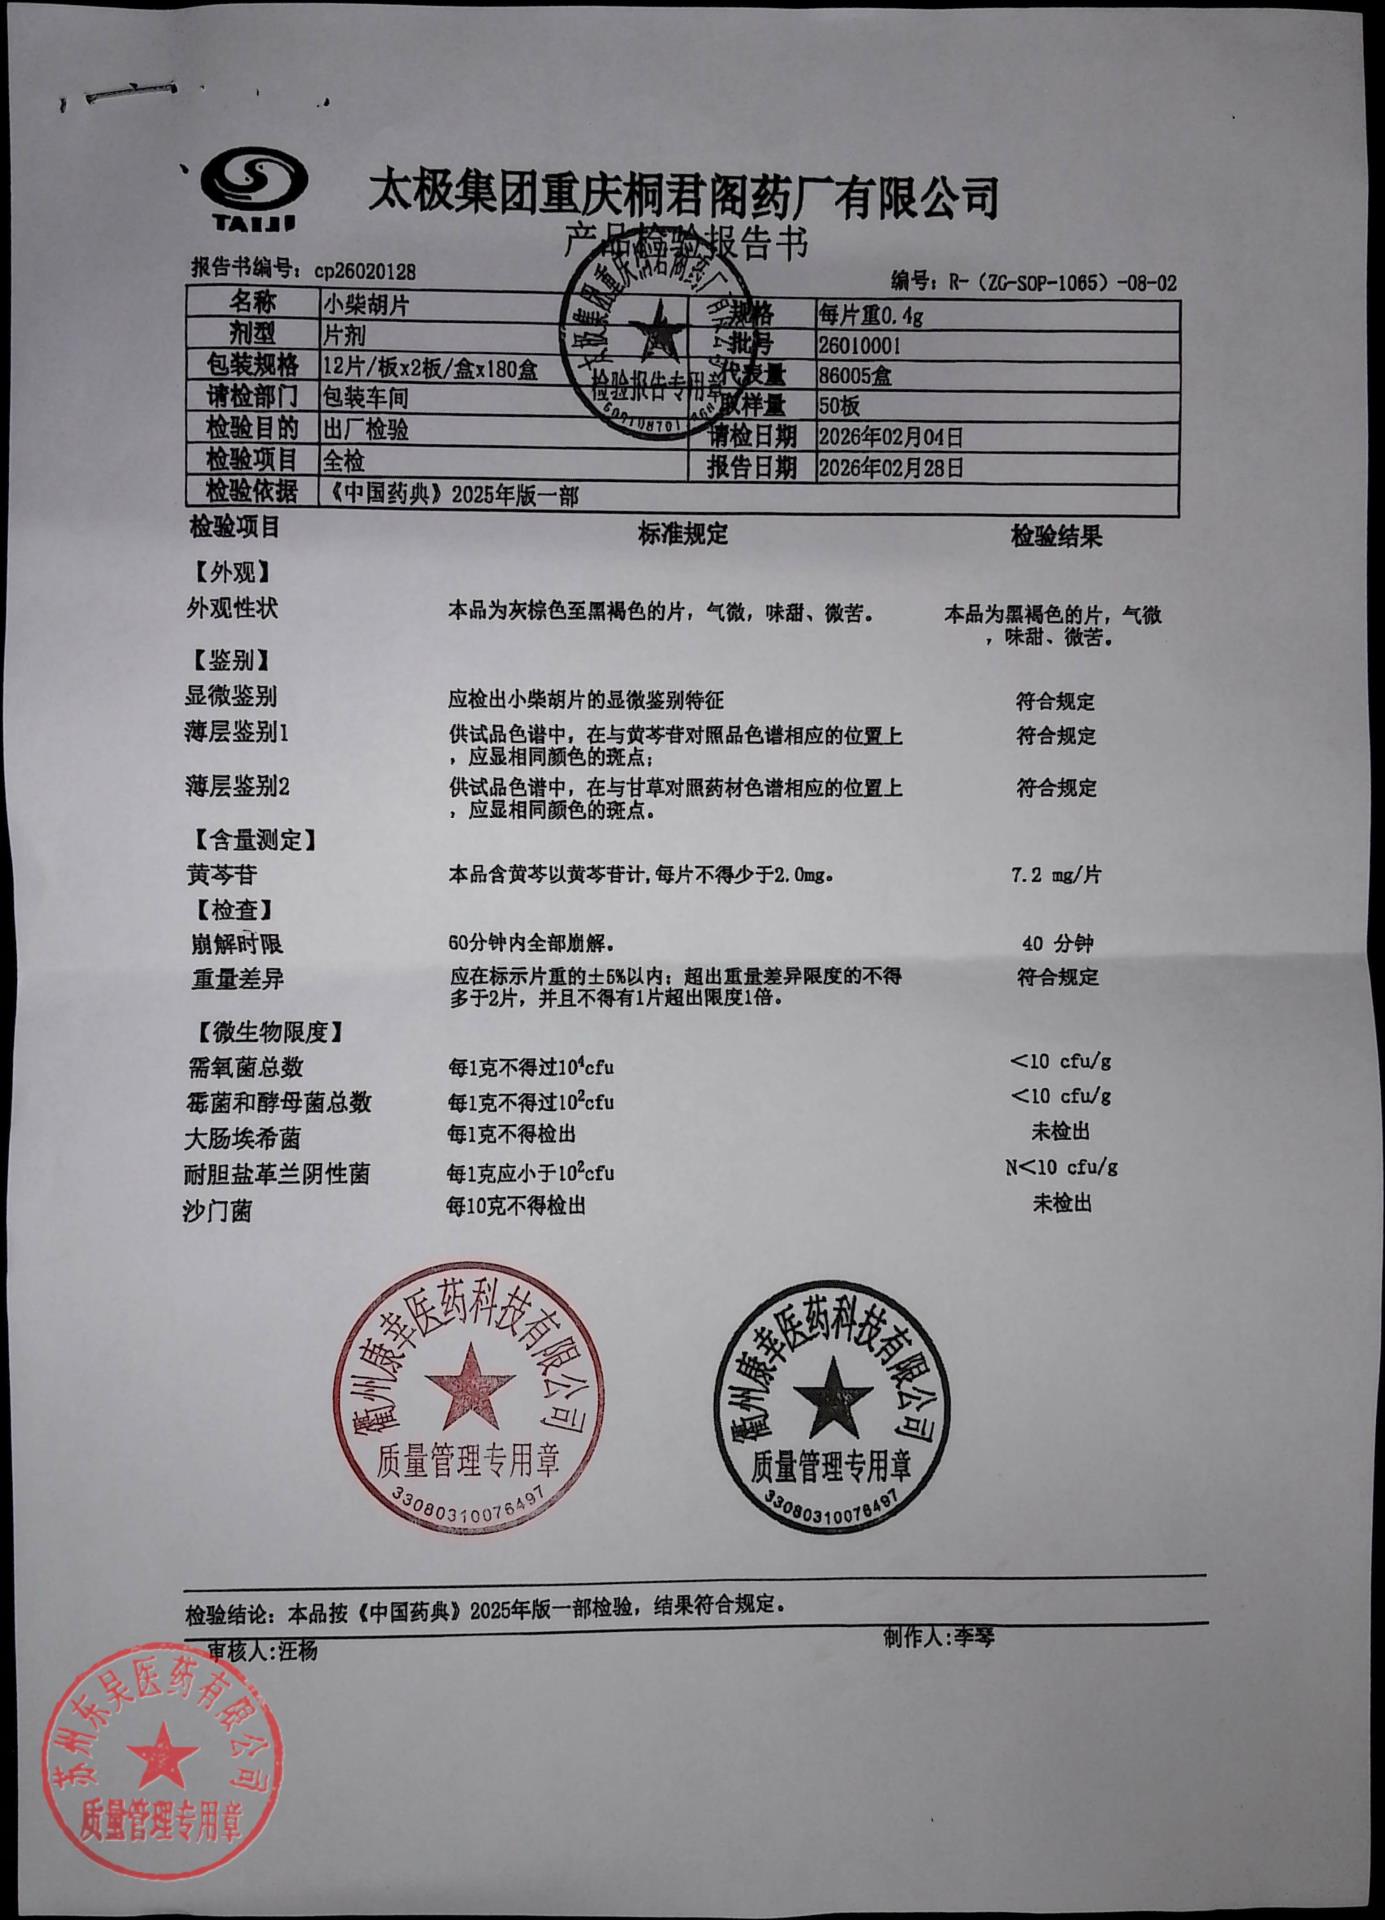 TAIJI
太极集团重庆桐君阁药厂有限公司
产品检验报告书
报告书编号：cp26020128
编号：R-（ZG-SOP-1065）-08-02
名称 小柴胡片 规格 每片重0.4g
剂型 片剂 批号 26010001
包装规格 12片/板x2板/盒x180盒 代表量 86005盒
请检部门 包装车间 取样量 50板
检验目的 出厂检验 请检日期 2026年02月04日
检验项目 全检 报告日期 2026年02月28日
检验依据 《中国药典》2025年版一部
太极集团重庆桐君阁药厂有限公司
检验报告专用章
检验项目 标准规定 检验结果
【外观】
外观性状 本品为灰棕色至黑褐色的片，气微，味甜、微苦。 本品为黑褐色的片，气微
，味甜、微苦。
【鉴别】
显微鉴别 应检出小柴胡片的显微鉴别特征 符合规定
薄层鉴别1 供试品色谱中，在与黄芩苷对照品色谱相应的位置上 符合规定
，应显相同颜色的斑点；
薄层鉴别2 供试品色谱中，在与甘草对照药材色谱相应的位置上 符合规定
，应显相同颜色的斑点。
【含量测定】
黄芩苷 本品含黄芩以黄芩苷计,每片不得少于2.0mg。 7.2 mg/片
【检查】
崩解时限 60分钟内全部崩解。 40 分钟
重量差异 应在标示片重的±5%以内；超出重量差异限度的不得 符合规定
多于2片，并且不得有1片超出限度1倍。
【微生物限度】
需氧菌总数 每1克不得过10⁴cfu <10 cfu/g
霉菌和酵母菌总数 每1克不得过10²cfu <10 cfu/g
大肠埃希菌 每1克不得检出 未检出
耐胆盐革兰阴性菌 每1克应小于10²cfu N<10 cfu/g
沙门菌 每10克不得检出 未检出
衢州康莘医药科技有限公司
质量管理专用章
33080310076497
衢州康莘医药科技有限公司
质量管理专用章
33080310076497
检验结论：本品按《中国药典》2025年版一部检验，结果符合规定。
审核人:汪杨 制作人:李琴
苏州东吴医药有限公司
质量管理专用章